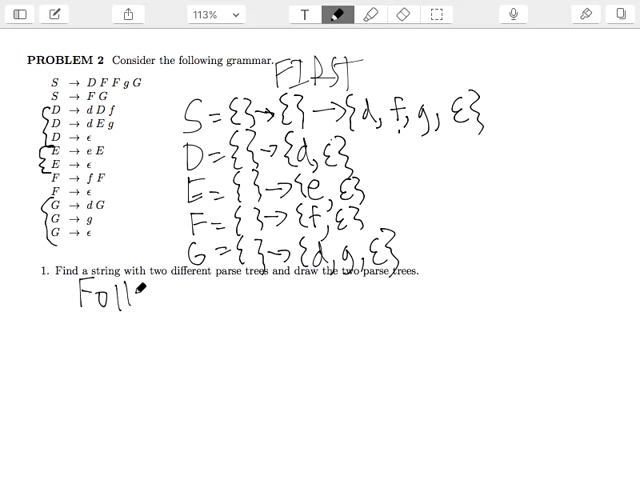 113%
PROBLEM 2 Consider the following grammar.
FIRST
S → D F F g G
S → F G
D → d D f
D → d E g
D → ϵ
E → e E
E → ϵ
F → f F
F → ϵ
G → d G
G → g
G → ϵ
S = {} → {} → {d, f, g, ε}
D = { } → {d, ε}
E = { } → {e, ε}
F = { } → {f, ε}
G = { } → {d, g, ε}
1. Find a string with two different parse trees and draw the two parse trees.
Foll